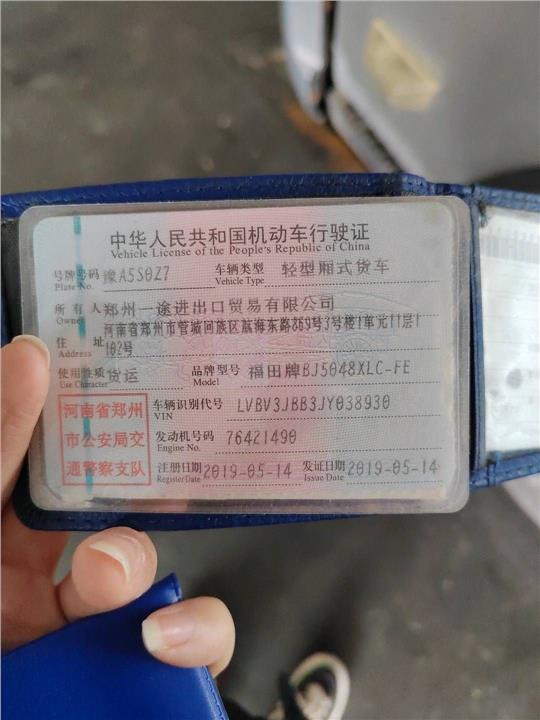 中华人民共和国机动车行驶证
Vehicle License of the People's Republic of China
号牌号码 豫A5S0Z7 车辆类型 轻型厢式货车
Plate No. Vehicle Type
所有人 郑州一途进出口贸易有限公司
Owner
住址 河南省郑州市管城回族区航海东路869号3号楼1单元11层1
Address 102号
使用性质 货运 品牌型号 福田牌BJ5048XLC-FE
Use Character Model
河南省郑州
市公安局交
通警察支队
车辆识别代号 LVBV3JBB3JY038930
VIN
发动机号码 76421490
Engine No.
注册日期 2019-05-14 发证日期 2019-05-14
Register Date Issue Date